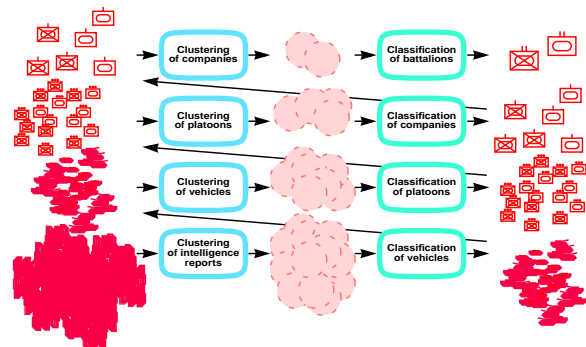 Clustering
of companies
Classification
of battalions
Clustering
of platoons
Classification
of companies
Clustering
of vehicles
Classification
of platoons
Clustering
of intelligence
reports
Classification
of vehicles